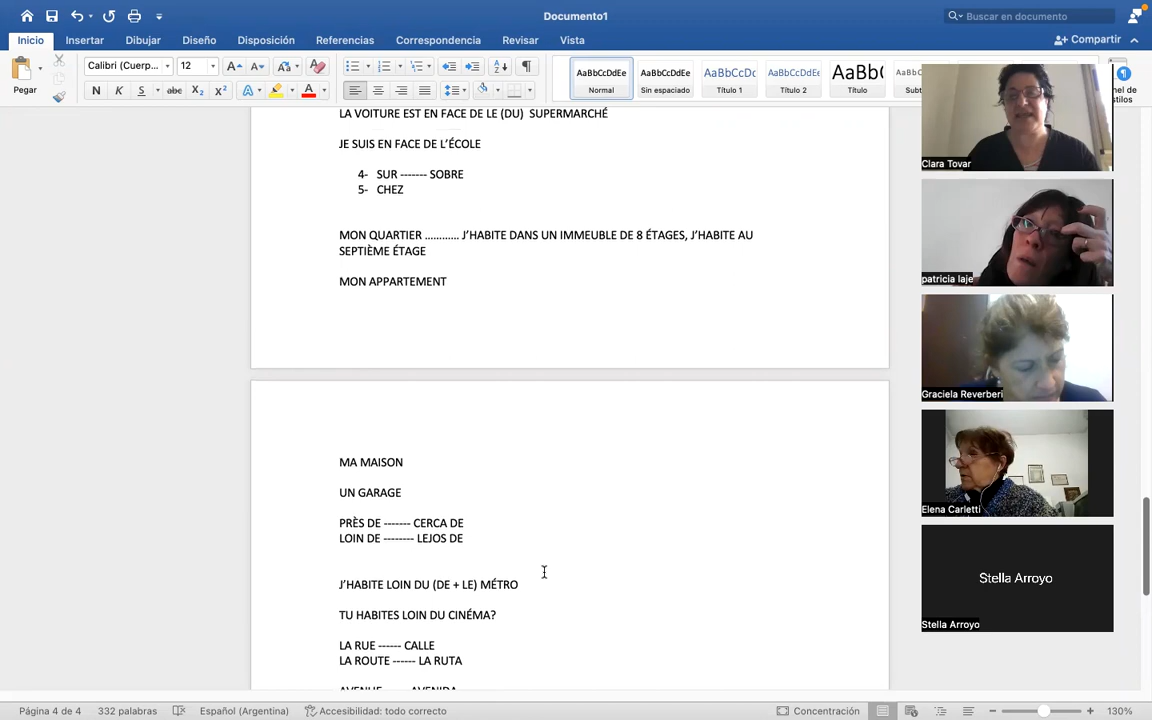 Documento1
Buscar en documento
Inicio Insertar Dibujar Diseño Disposición Referencias Correspondencia Revisar Vista
Compartir
Pegar
Calibri (Cuerp... 12
N K S abc X₂ X²
AaBbCcDdEe AaBbCcDdEe AaBbCcDc AaBbCcDdEe AaBb(
Normal Sin espaciado Título 1 Título 2 Título
LA VOITURE EST EN FACE DE LE (DU) SUPERMARCHÉ
JE SUIS EN FACE DE L'ÉCOLE
4- SUR ------- SOBRE
5- CHEZ
MON QUARTIER ........... J'HABITE DANS UN IMMEUBLE DE 8 ÉTAGES, J'HABITE AU
SEPTIÈME ÉTAGE
MON APPARTEMENT
MA MAISON
UN GARAGE
PRÈS DE ------- CERCA DE
LOIN DE -------- LEJOS DE
J'HABITE LOIN DU (DE + LE) MÉTRO
TU HABITES LOIN DU CINÉMA?
LA RUE ------ CALLE
LA ROUTE ------ LA RUTA
AVENUE ------ AVENIDA
Clara Tovar
patricia laje
Graciela Reverberi
Elena Carletti
Stella Arroyo
Stella Arroyo
Página 4 de 4 332 palabras Español (Argentina) Accesibilidad: todo correcto Concentración 130%